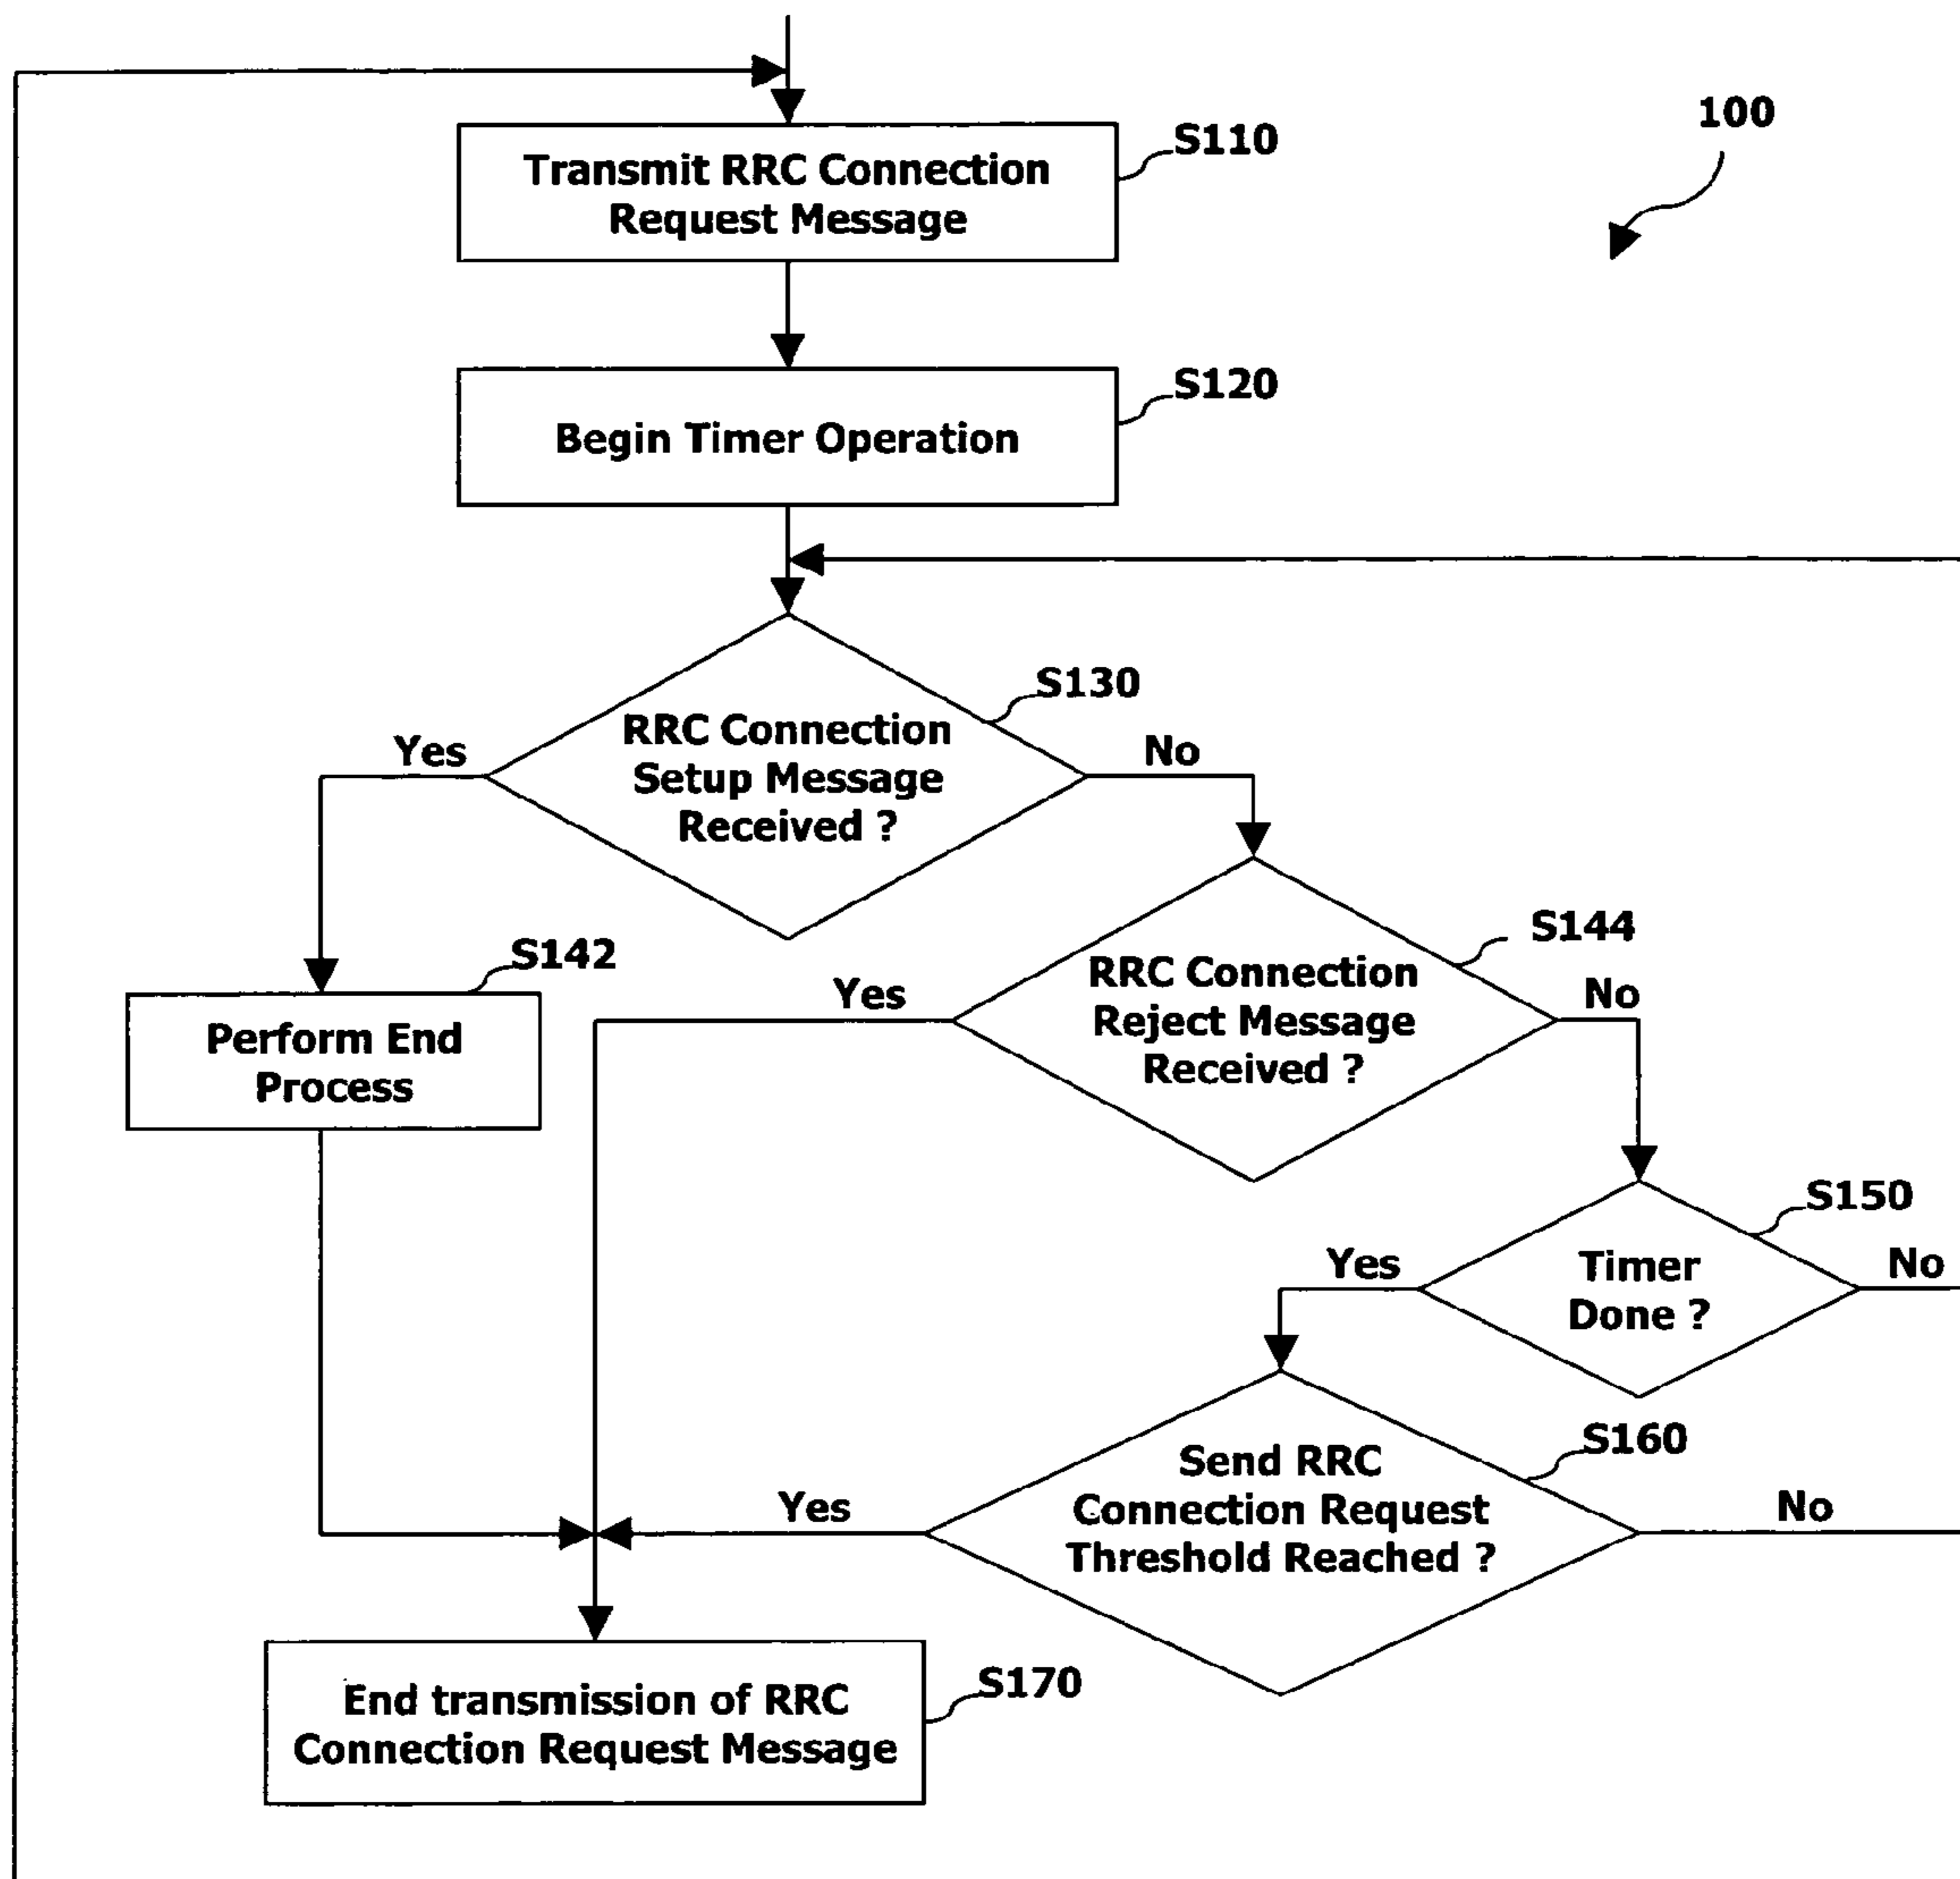 100
S110
Transmit RRC Connection
Request Message
S120
Begin Timer Operation
S130
RRC Connection
Setup Message
Received ?
Yes
No
S142
Perform End
Process
S144
RRC Connection
Reject Message
Received ?
Yes
No
S150
Timer
Done ?
Yes
No
S160
Send RRC
Connection Request
Threshold Reached ?
Yes
No
S170
End transmission of RRC
Connection Request Message